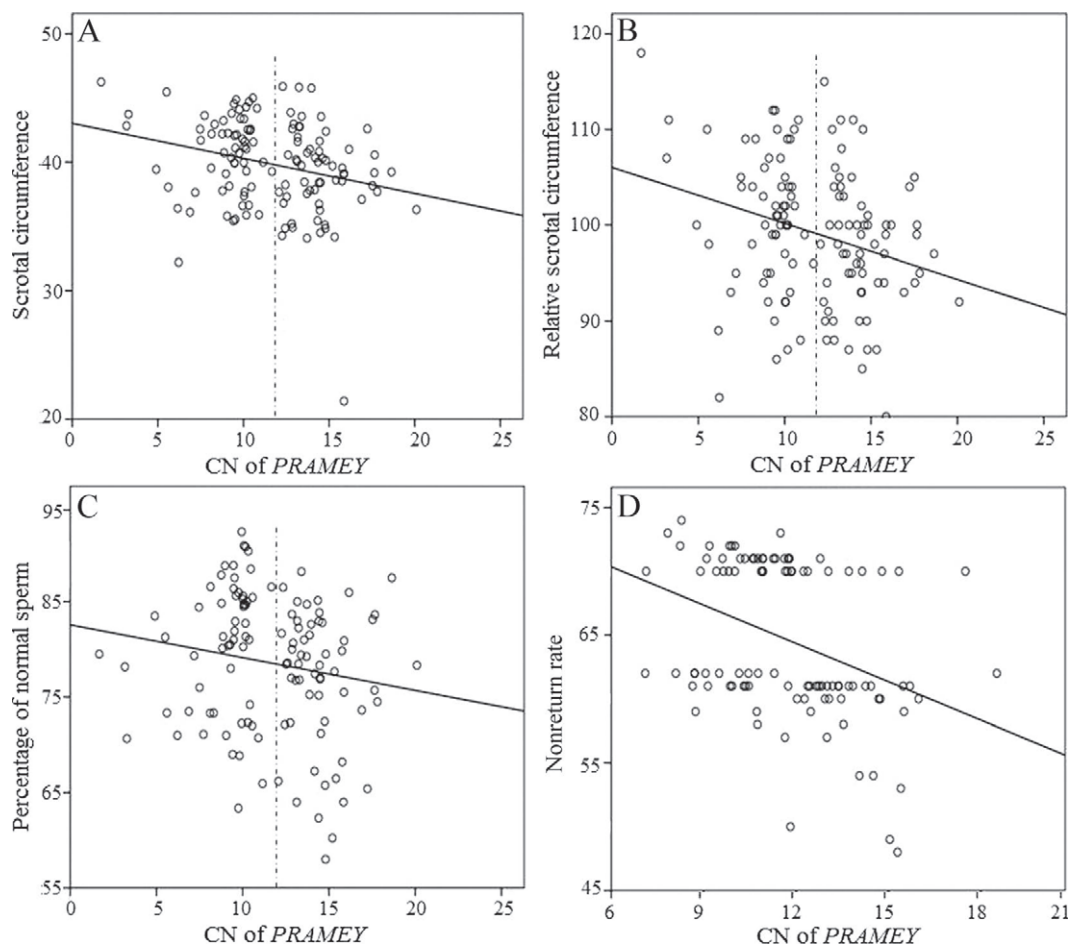 A
Scrotal circumference
50
40
30
20
0 5 10 15 20 25
CN of PRAMEY
B
Relative scrotal circumference
120
110
100
90
80
0 5 10 15 20 25
CN of PRAMEY
C
Percentage of normal sperm
95
85
75
65
55
0 5 10 15 20 25
CN of PRAMEY
D
Nonreturn rate
75
65
55
45
6 9 12 15 18 21
CN of PRAMEY